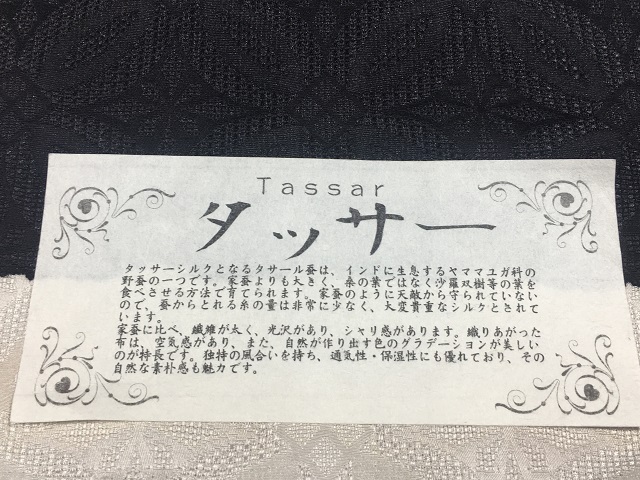 Tassar
タッサー
タッサーシルクとなるタサール蚕は、インドに生息するヤママユガ科の
野蚕の一つです。家蚕よりも大きく、桑の葉ではなく沙羅双樹等の葉を
食べさせる方法で育てられます。家蚕のように天敵から守られていない
ので、蚕からとれる糸の量は非常に少なく、大変貴重なシルクとされて
います。
家蚕に比べ、繊維が太く、光沢があり、シャリ感があります。織りあがった
布は、空気感があり、また、自然が作り出す色のグラデーションが美しい
のが特長です。独特の風合いを持ち、通気性・保湿性にも優れており、その
自然な素朴感も魅力です。